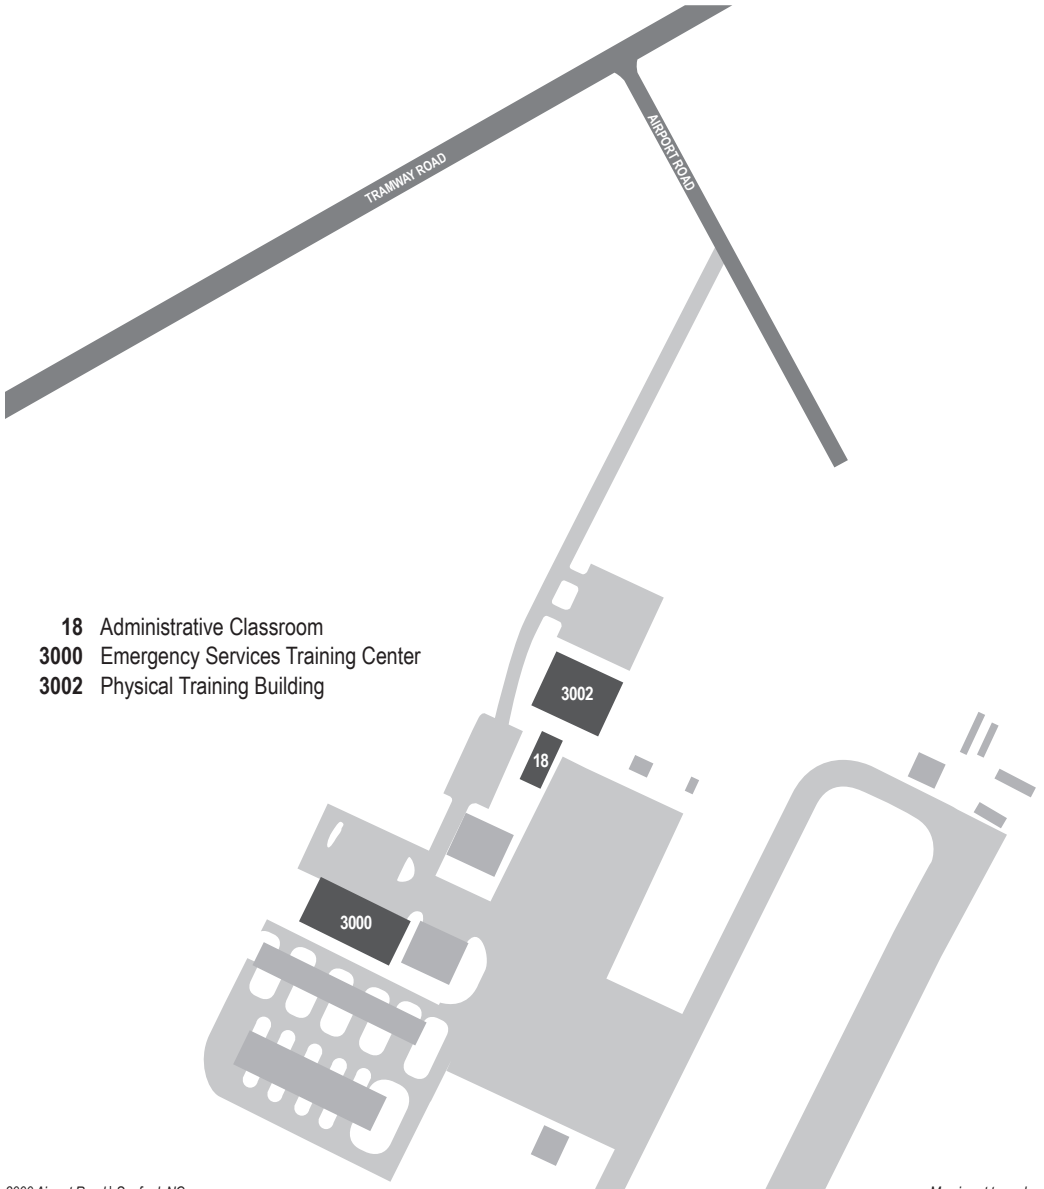 TRAMWAY ROAD
AIRPORT ROAD
18 Administrative Classroom
3000 Emergency Services Training Center
3002 Physical Training Building
3002
18
3000